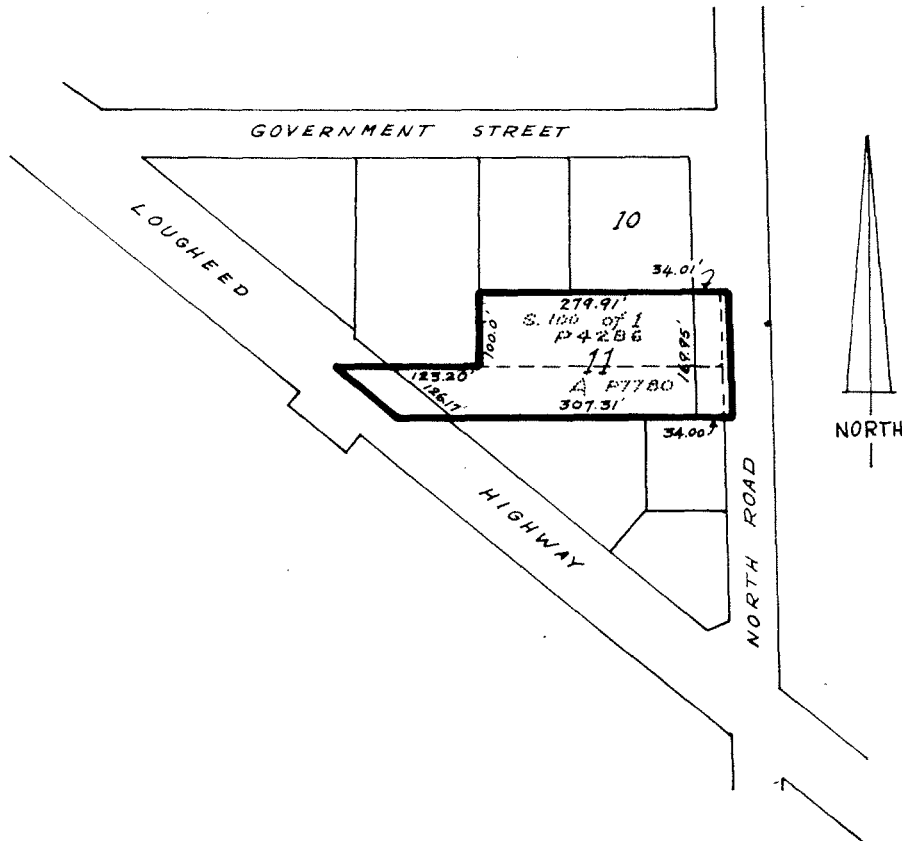 GOVERNMENT STREET
LOUGHEED
10
34.01'
279.91'
S. 100 of 1
P 4286
100.0'
11
169.95'
123.20'
A P7780
126.17'
307.31'
34.00'
NORTH
HIGHWAY
NORTH ROAD